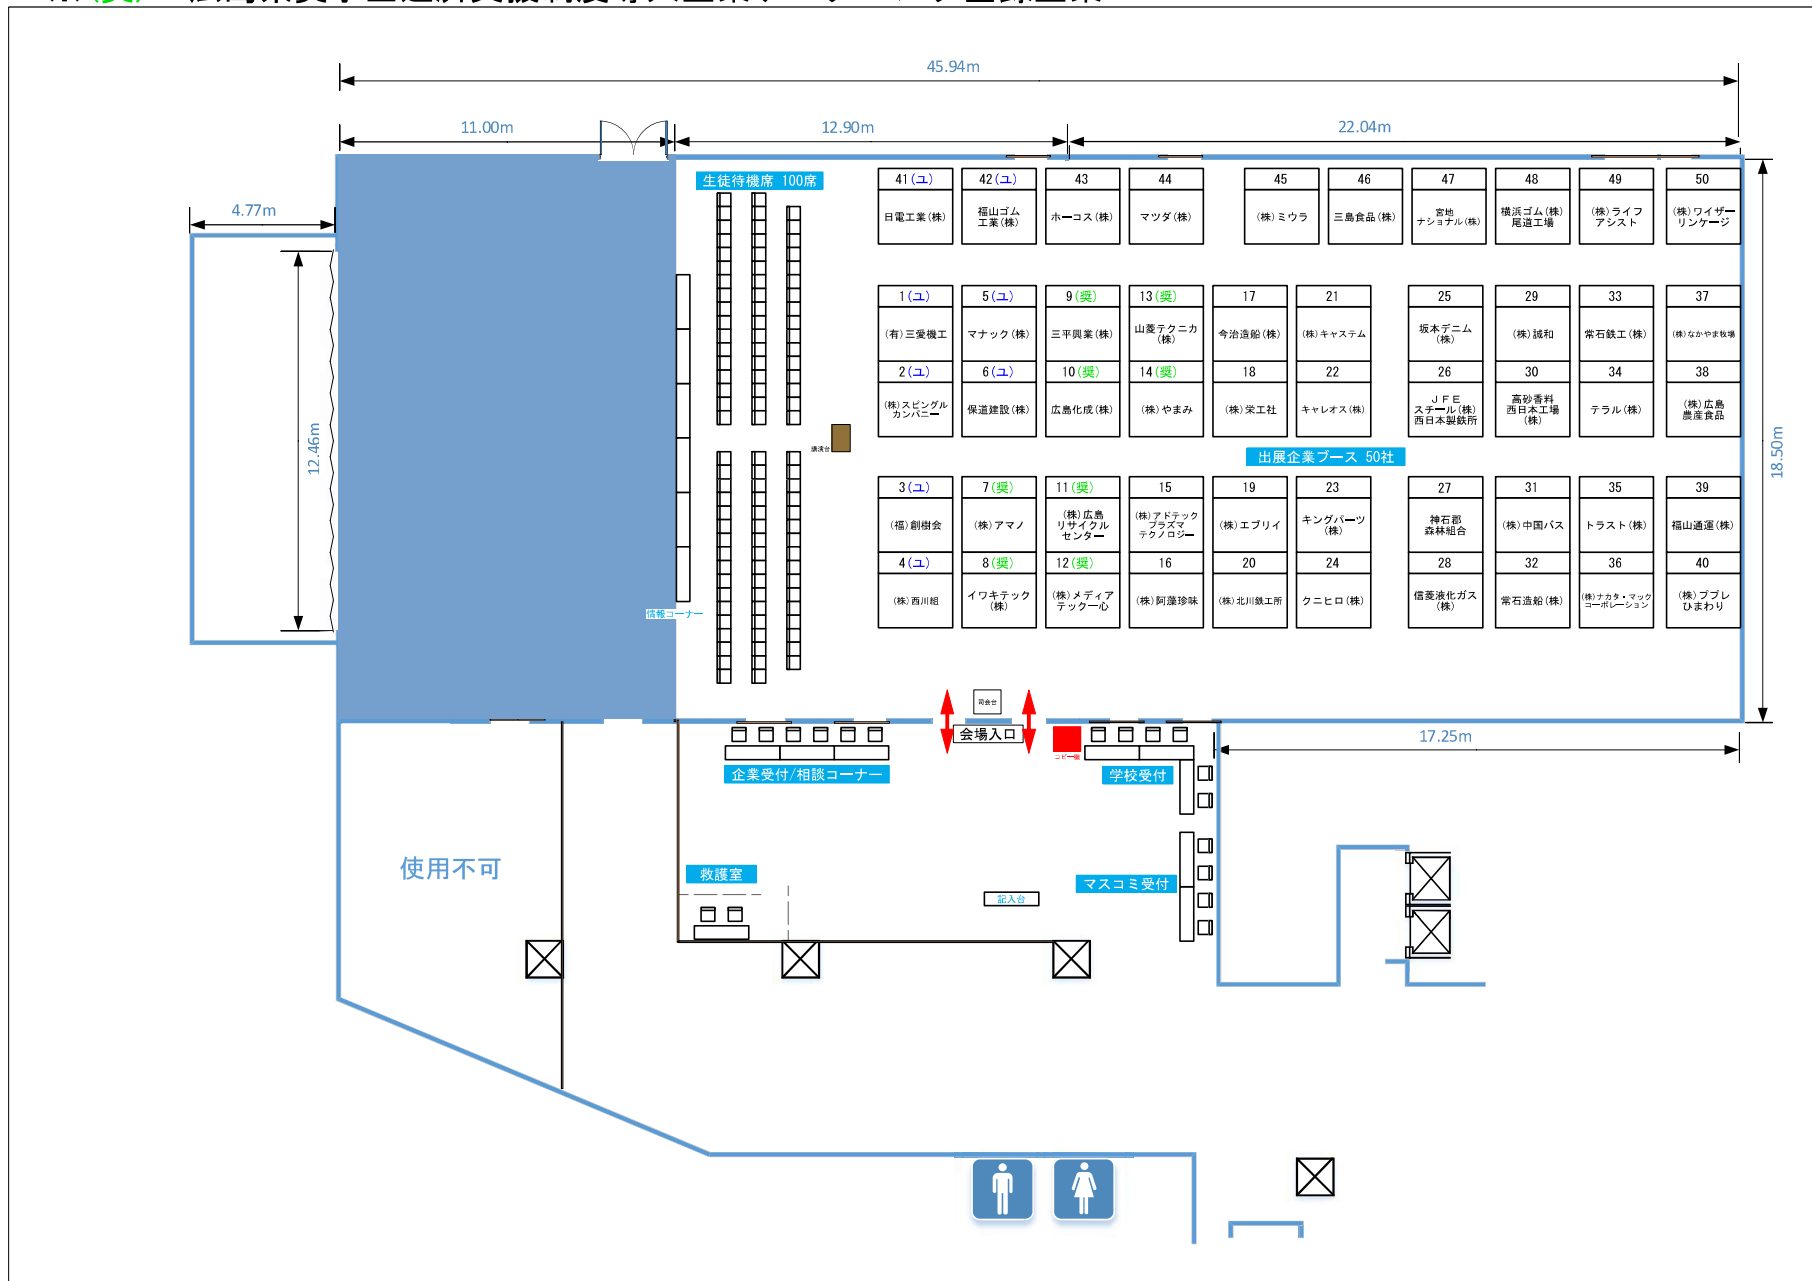 45.94m
11.00m
12.90m
22.04m
4.77m
12.46m
18.50m
17.25m
生徒待機席 100席
41(ユ)
日電工業(株)
42(ユ)
福山ゴム
工業(株)
43
ホーコス(株)
44
マツダ(株)
45
(株)ミウラ
46
三島食品(株)
47
宮地
ナショナル(株)
48
横浜ゴム(株)
尾道工場
49
(株)ライフ
アシスト
50
(株)ワイザー
リンケージ
1(ユ)
(有)三愛機工
5(ユ)
マナック(株)
9(奨)
三平興業(株)
13(奨)
山菱テクニカ
(株)
17
今治造船(株)
21
(株)キャステム
25
坂本デニム
(株)
29
(株)誠和
33
常石鉄工(株)
37
(株)なかやま牧場
2(ユ)
(株)スピングル
カンパニー
6(ユ)
保道建設(株)
10(奨)
広島化成(株)
14(奨)
(株)やまみ
18
(株)栄工社
22
キャレオス(株)
26
JFE
スチール(株)
西日本製鉄所
30
高砂香料
西日本工場
(株)
34
テラル(株)
38
(株)広島
農産食品
講演台
出展企業ブース 50社
3(ユ)
(福)創樹会
7(奨)
(株)アマノ
11(奨)
(株)広島
リサイクル
センター
15
(株)アドテック
プラズマ
テクノロジー
19
(株)エブリイ
23
キングパーツ
(株)
27
神石郡
森林組合
31
(株)中国バス
35
トラスト(株)
39
福山通運(株)
4(ユ)
(株)西川組
8(奨)
イワキテック
(株)
12(奨)
(株)メディア
テック一心
16
(株)阿藻珍味
20
(株)北川鉄工所
24
クニヒロ(株)
28
信菱液化ガス
(株)
32
常石造船(株)
36
(株)ナカタ・マック
コーポレーション
40
(株)ププレ
ひまわり
情報コーナー
司会台
会場入口
コピー機
企業受付/相談コーナー
学校受付
使用不可
救護室
マスコミ受付
記入台